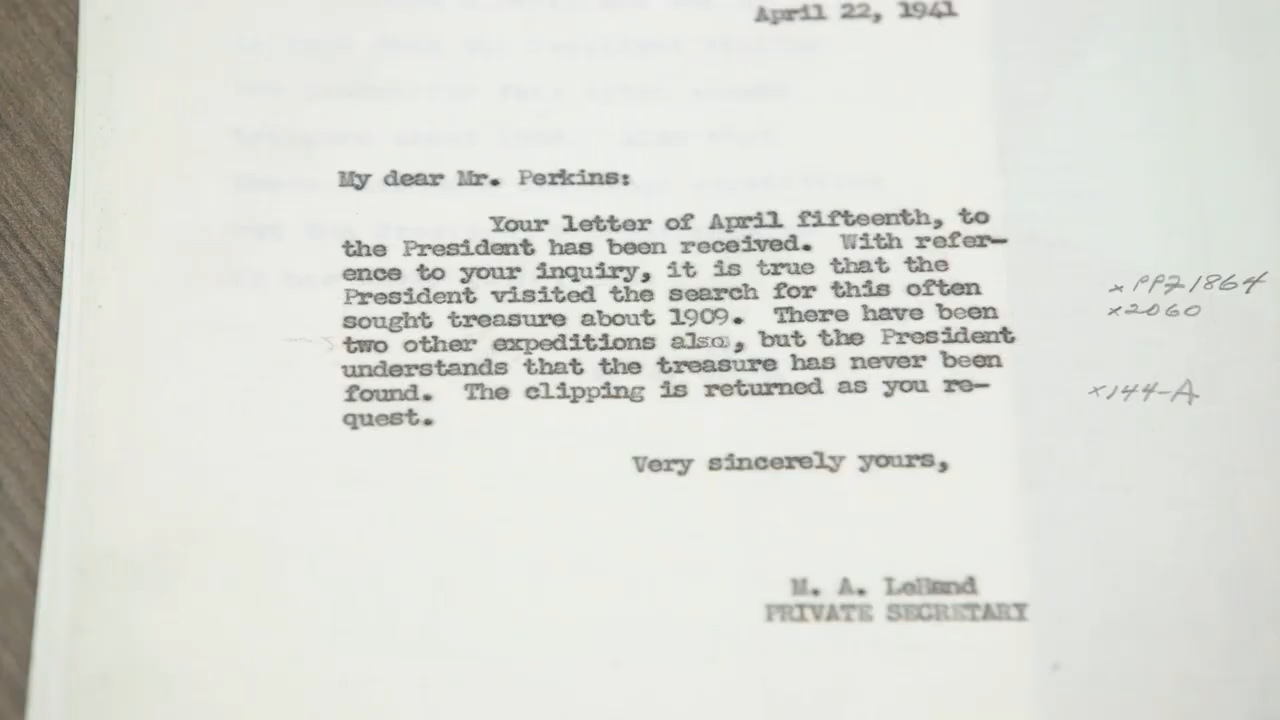 April 22, 1941
My dear Mr. Perkins:
Your letter of April fifteenth, to
the President has been received. With refer-
ence to your inquiry, it is true that the
President visited the search for this often
sought treasure about 1909. There have been
two other expeditions also, but the President
understands that the treasure has never been
found. The clipping is returned as you re-
quest.
x PPF 1864
x2060
x144-A
Very sincerely yours,
M. A. LeHand
PRIVATE SECRETARY